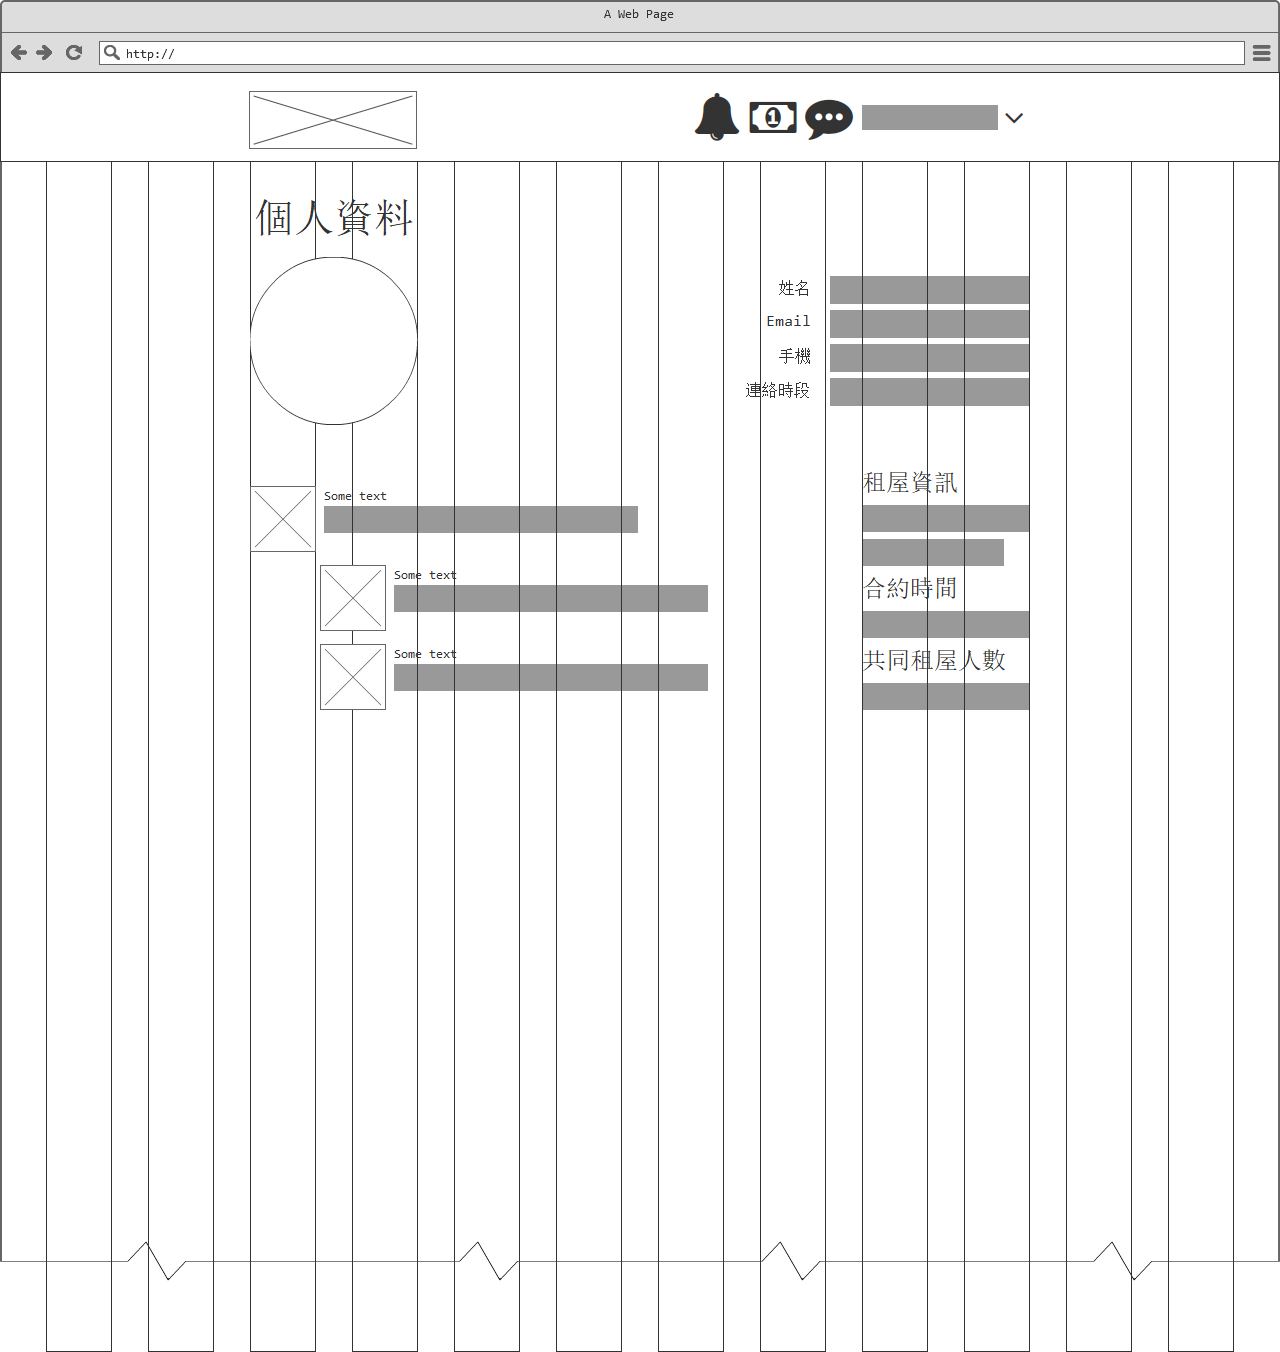 A Web Page
http://
1
個人資料
姓名
Email
手機
連絡時段
Some text
Some text
Some text
租屋資訊
合約時間
共同租屋人數